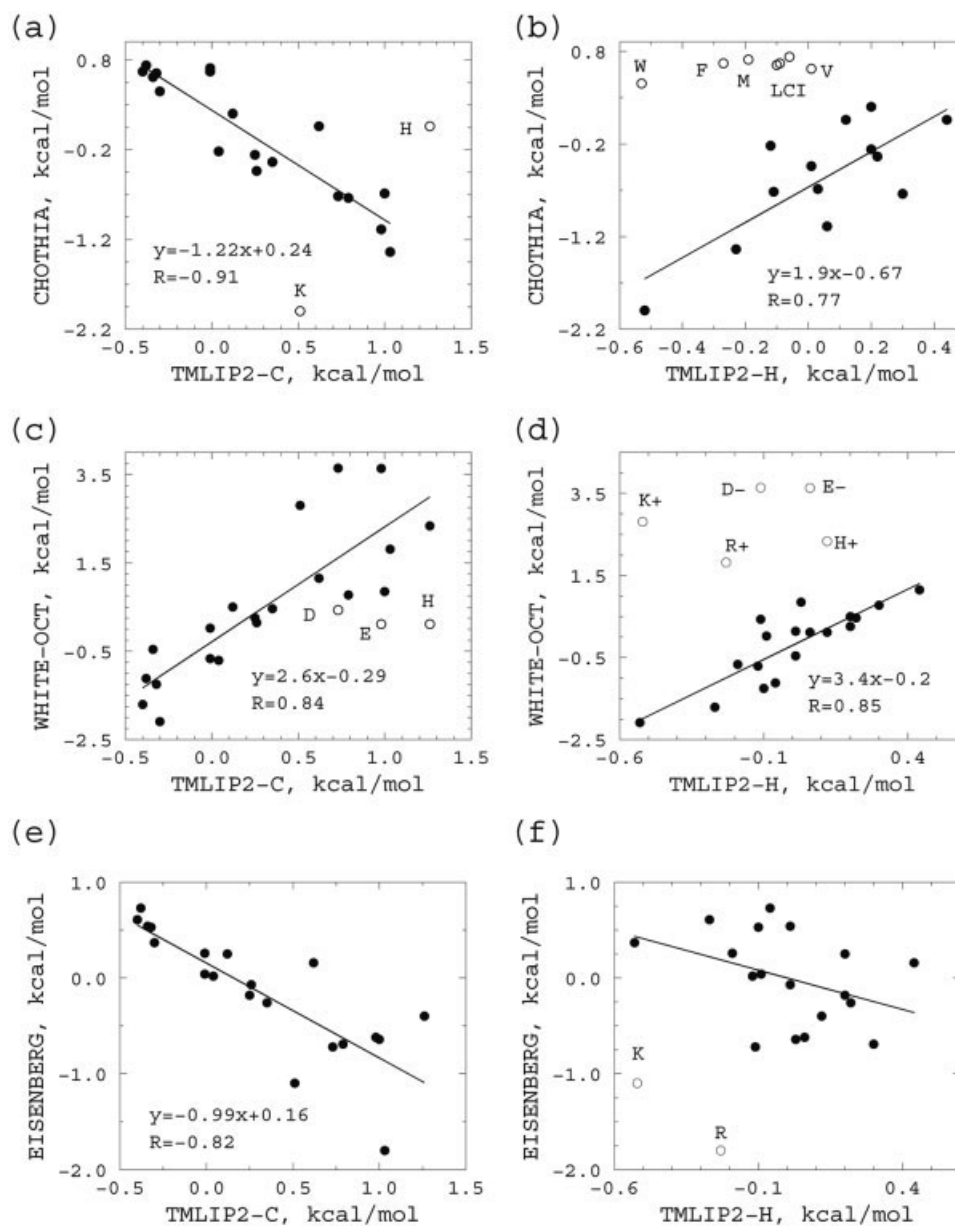 (a)
CHOTHIA, kcal/mol
0.8
-0.2
-1.2
-2.2
H
K
y=-1.22x+0.24
R=-0.91
-0.5
0.0
0.5
1.0
1.5
TMLIP2-C, kcal/mol
(b)
CHOTHIA, kcal/mol
0.8
-0.2
-1.2
-2.2
W
F
M
LCI
V
y=1.9x-0.67
R=0.77
-0.6
-0.2
0.0
0.2
0.4
TMLIP2-H, kcal/mol
(c)
WHITE-OCT, kcal/mol
3.5
1.5
-0.5
-2.5
D
E
H
y=2.6x-0.29
R=0.84
-0.5
0.0
0.5
1.0
1.5
TMLIP2-C, kcal/mol
(d)
WHITE-OCT, kcal/mol
3.5
1.5
-0.5
-2.5
K+
D-
E-
R+
H+
y=3.4x-0.2
R=0.85
-0.6
-0.1
0.4
TMLIP2-H, kcal/mol
(e)
EISENBERG, kcal/mol
1.0
0.0
-1.0
-2.0
y=-0.99x+0.16
R=-0.82
-0.5
0.0
0.5
1.0
1.5
TMLIP2-C, kcal/mol
(f)
EISENBERG, kcal/mol
1.0
0.0
-1.0
-2.0
K
R
-0.6
-0.1
0.4
TMLIP2-H, kcal/mol